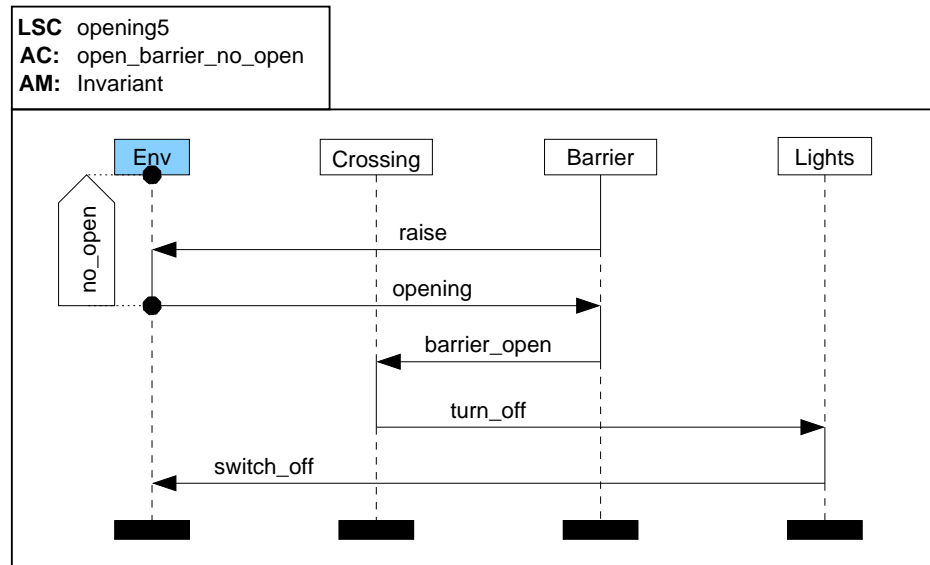 LSC opening5
AC: open_barrier_no_open
AM: Invariant
Env
Crossing
Barrier
Lights
no_open
raise
opening
barrier_open
turn_off
switch_off